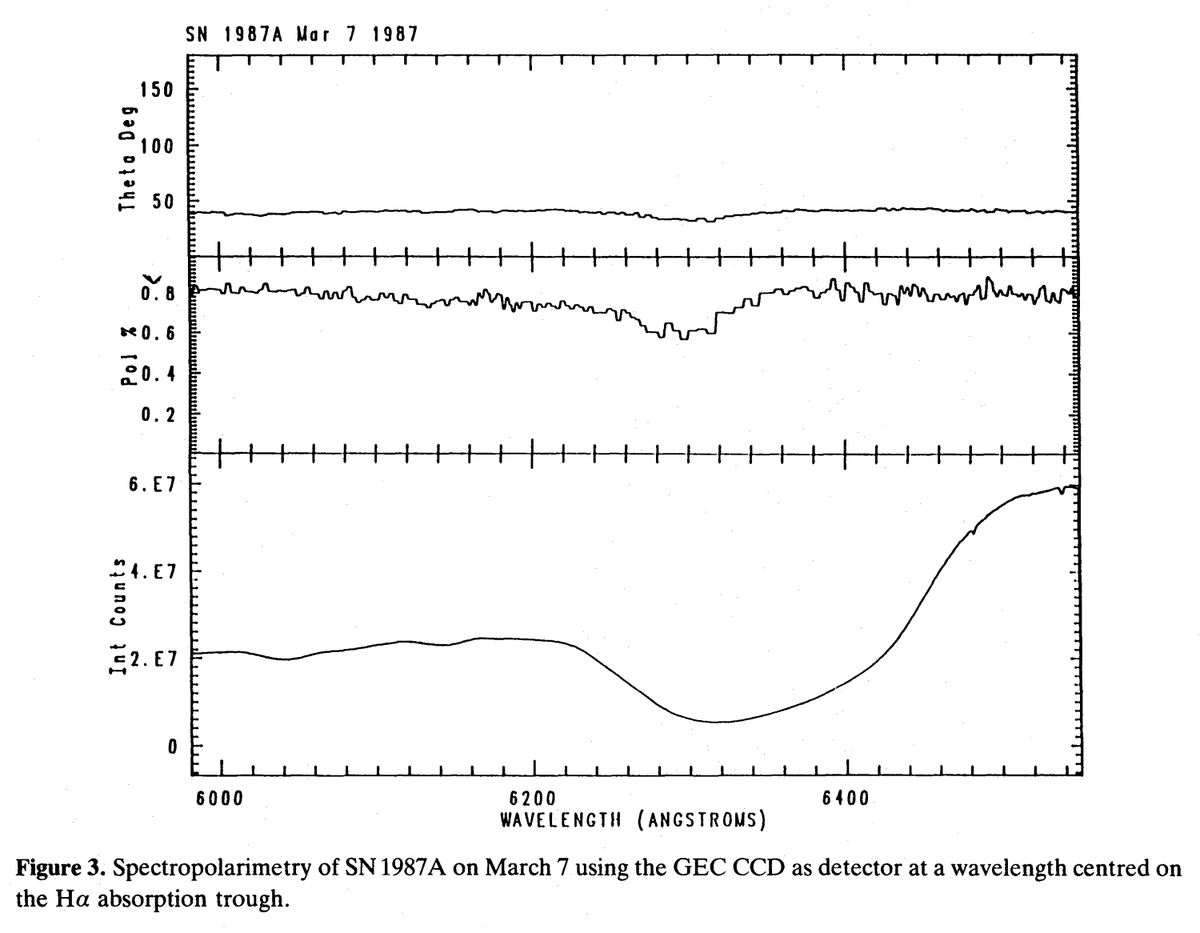 SN 1987A Mar 7 1987
150
100
50
Theta Deg
0.8
0.6
0.4
0.2
Pol %
6.E7
4.E7
2.E7
0
Int Counts
6000 6200 6400
WAVELENGTH (ANGSTROMS)
Figure 3. Spectropolarimetry of SN 1987A on March 7 using the GEC CCD as detector at a wavelength centred on
the Hα absorption trough.